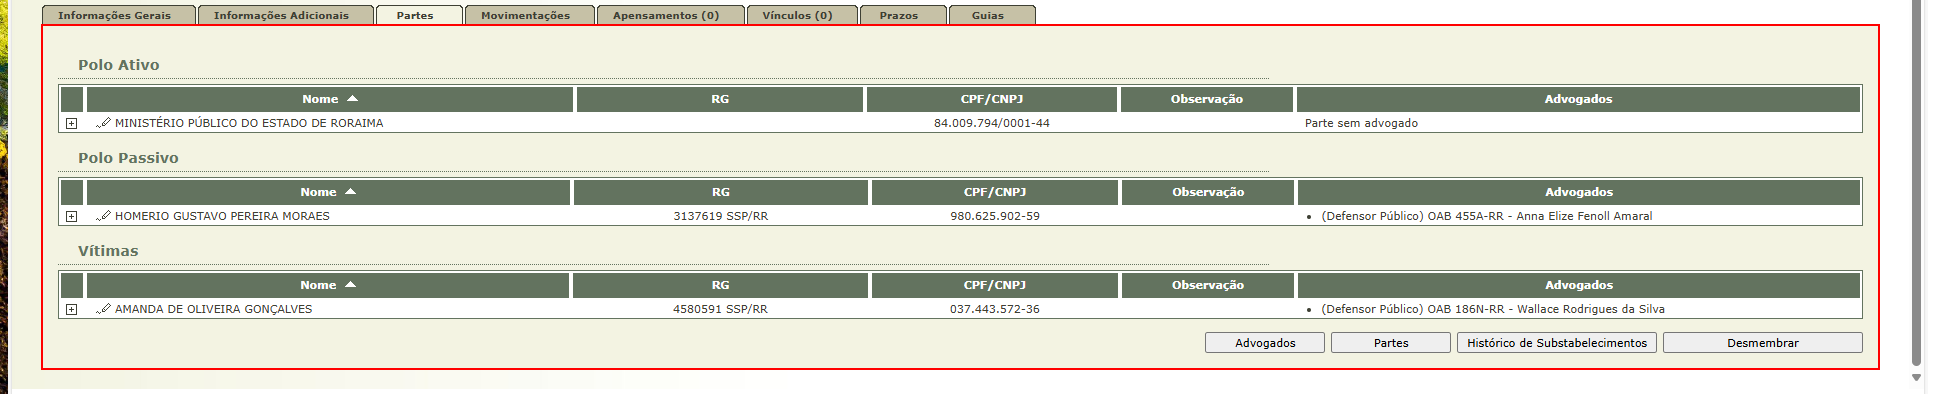 Informações Gerais Informações Adicionais Partes Movimentações Apensamentos (0) Vínculos (0) Prazos Guias
Polo Ativo
Nome RG CPF/CNPJ Observação Advogados
MINISTÉRIO PÚBLICO DO ESTADO DE RORAIMA 84.009.794/0001-44 Parte sem advogado
Polo Passivo
Nome RG CPF/CNPJ Observação Advogados
HOMERIO GUSTAVO PEREIRA MORAES 3137619 SSP/RR 980.625.902-59 • (Defensor Público) OAB 455A-RR - Anna Elize Fenoll Amaral
Vítimas
Nome RG CPF/CNPJ Observação Advogados
AMANDA DE OLIVEIRA GONÇALVES 4580591 SSP/RR 037.443.572-36 • (Defensor Público) OAB 186N-RR - Wallace Rodrigues da Silva
Advogados Partes Histórico de Substabelecimentos Desmembrar